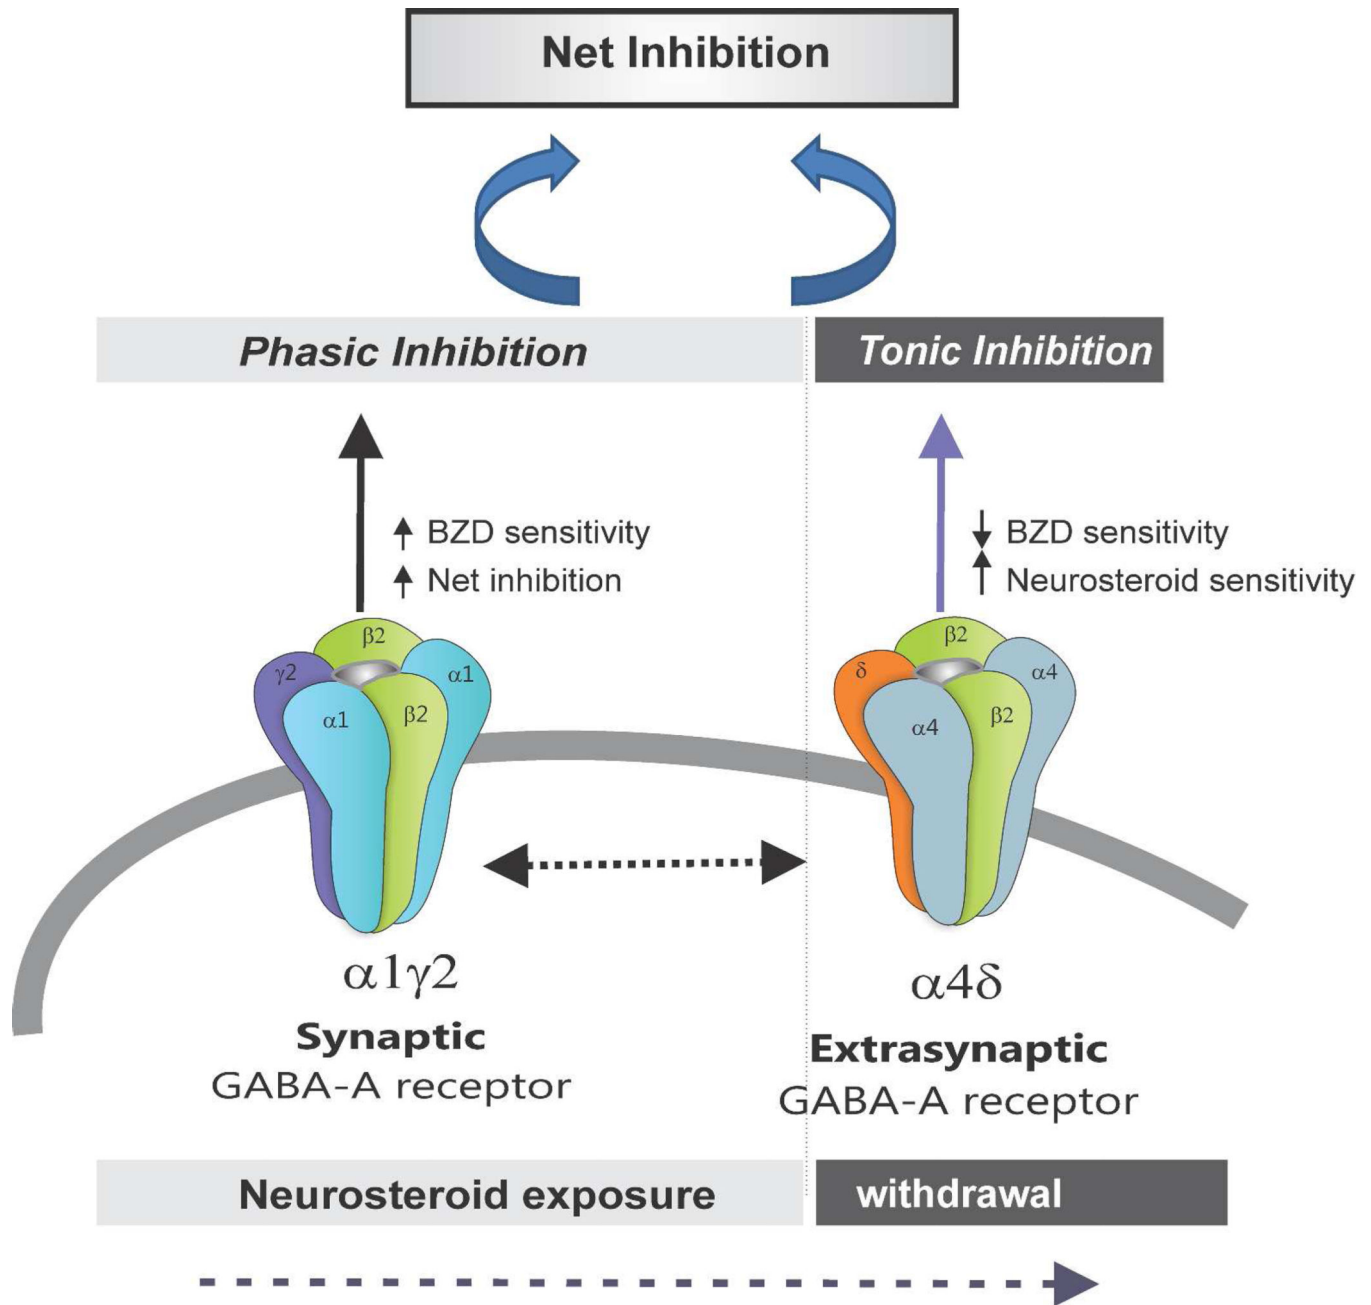 Net Inhibition
Phasic Inhibition
Tonic Inhibition
BZD sensitivity
Net inhibition
BZD sensitivity
Neurosteroid sensitivity
β2
γ2
α1
α1
β2
β2
δ
α4
α4
β2
α1γ2
Synaptic
GABA-A receptor
α4δ
Extrasynaptic
GABA-A receptor
Neurosteroid exposure
withdrawal